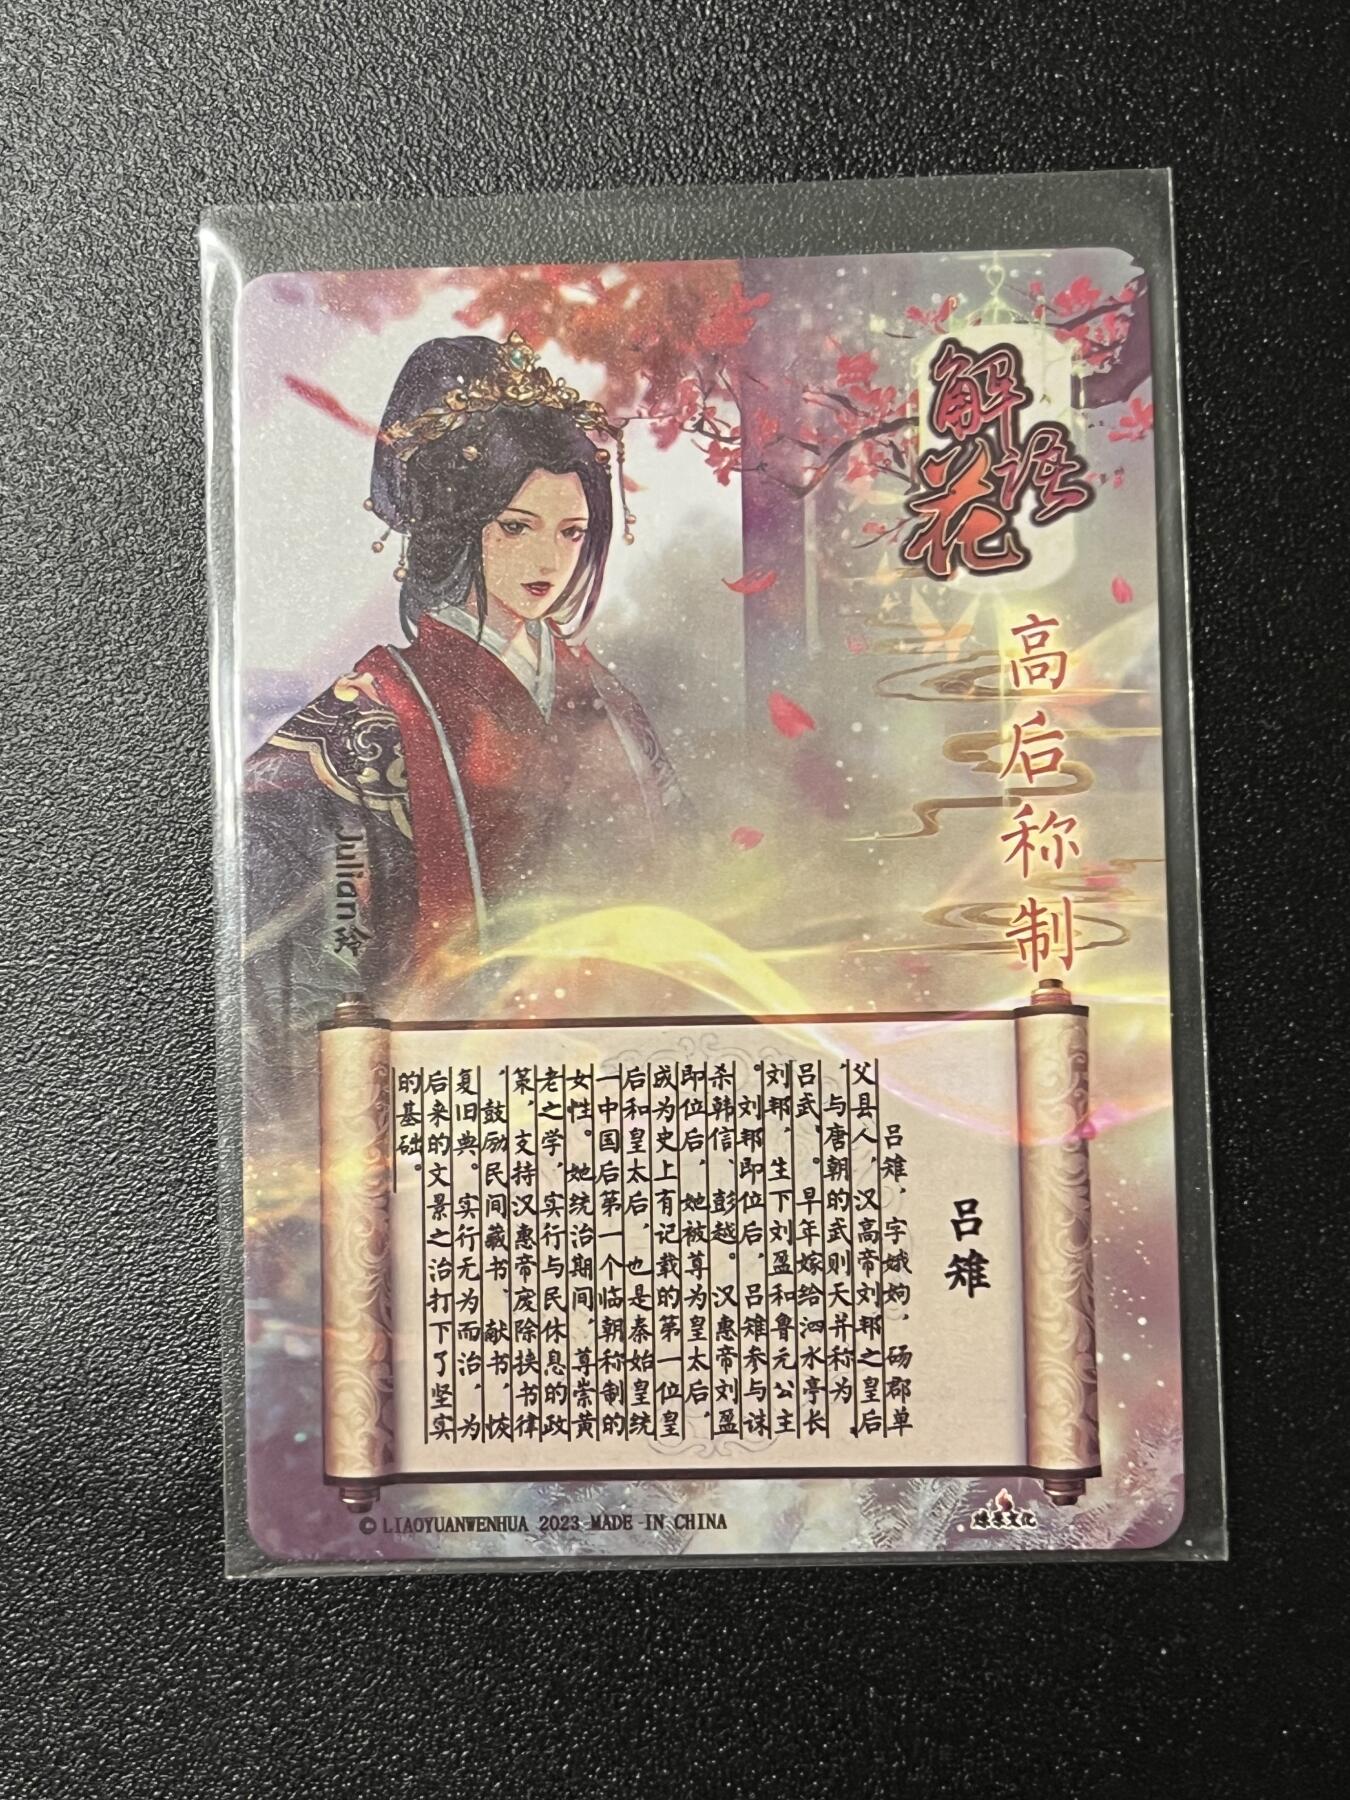 解语花
高后称制
吕雉
吕雉，字娥姁，砀郡单
父县人，汉高帝刘邦之皇后
，与唐朝的武则天并称为
吕武。早年嫁给泗水亭长
刘邦，生下刘盈和鲁元公主
。刘邦即位后，吕雉参与诛
杀韩信、彭越。汉惠帝刘盈
即位后，她被尊为皇太后，
成为史上有记载的第一位皇
后和皇太后，也是秦始皇统
一中国后第一个临朝称制的
女性。她统治期间，尊崇黄
老之学，实行与民休息的政
策，支持汉惠帝废除挟书律
，鼓励民间藏书、献书，恢
复旧典。实行无为而治，为
后来的文景之治打下了坚实
的基础。
Julian绘
© LIAOYUANWENHUA 2023 MADE IN CHINA
燎原文化